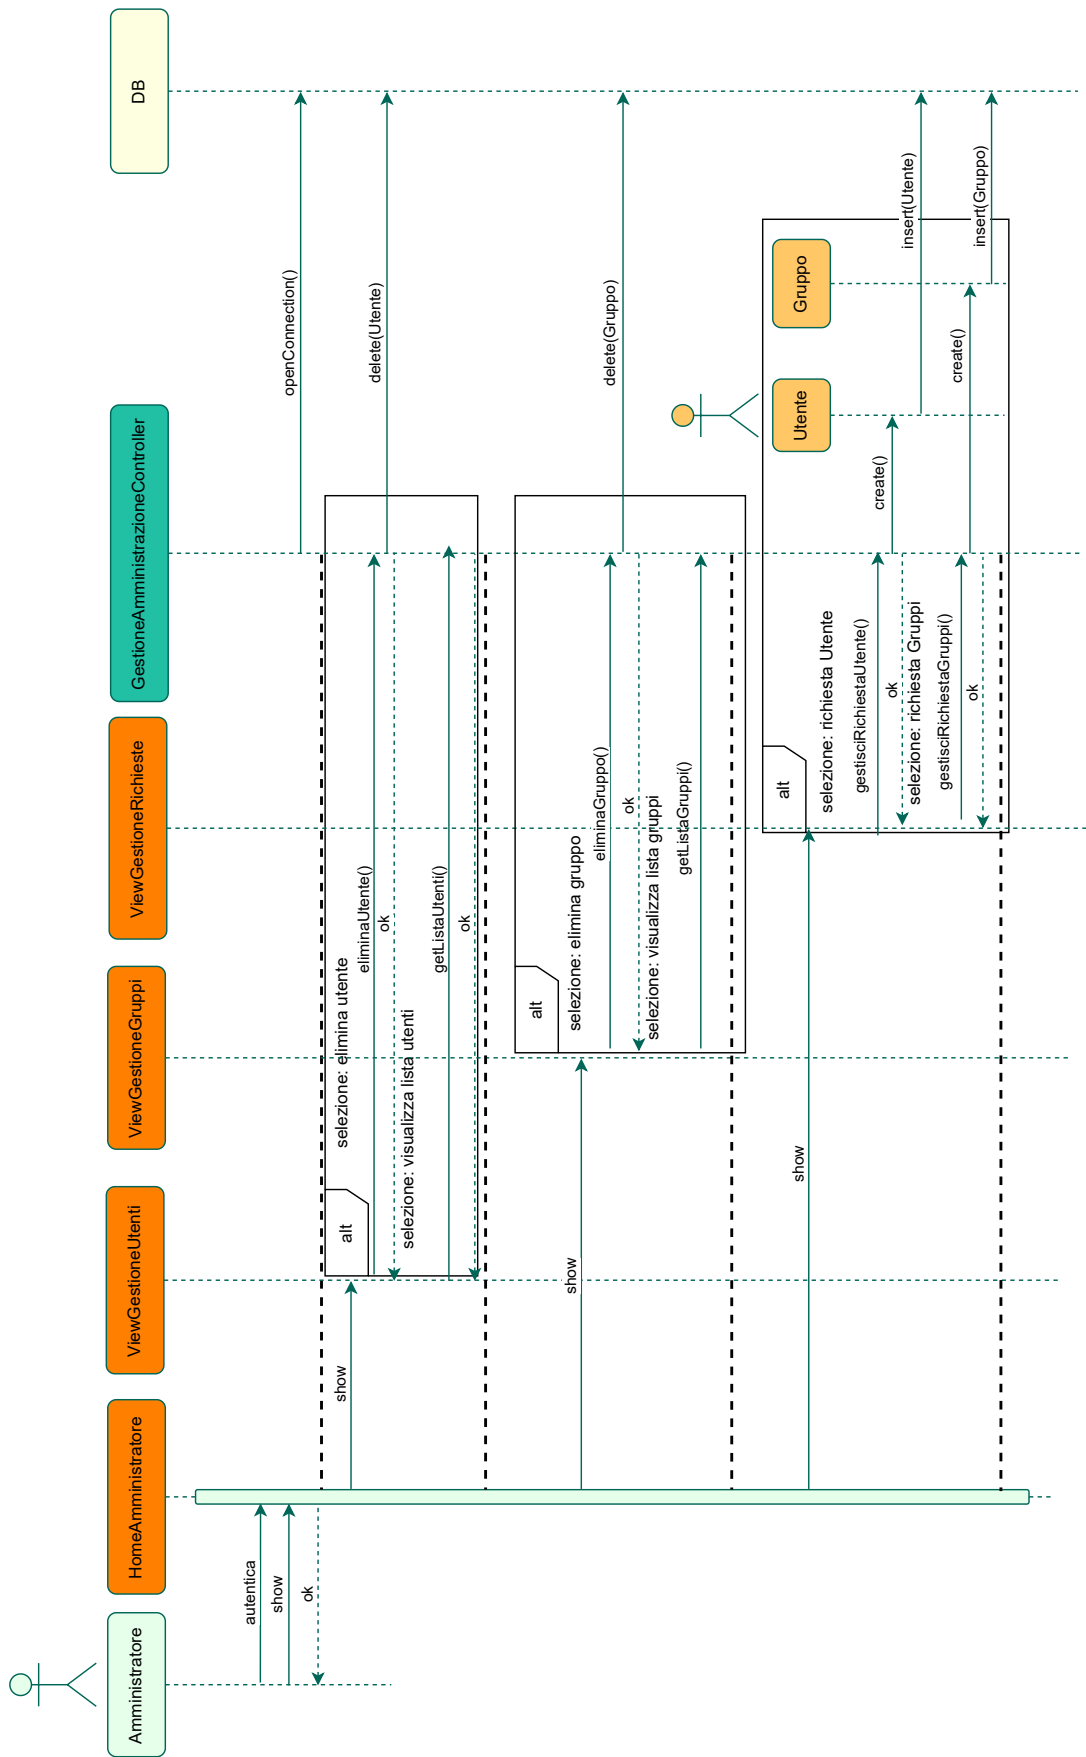 Amministratore
HomeAmministratore
ViewGestioneUtenti
ViewGestioneGruppi
ViewGestioneRichieste
GestioneAmministrazioneController
DB
autentica
show
openConnection()
ok
show
alt
selezione: elimina utente
eliminaUtente()
delete(Utente)
ok
selezione: visualizza lista utenti
getListaUtenti()
ok
show
alt
selezione: elimina gruppo
eliminaGruppo()
delete(Gruppo)
ok
selezione: visualizza lista gruppi
getListaGruppi()
show
alt
Utente
Gruppo
selezione: richiesta Utente
gestisciRichiestaUtente()
create()
ok
insert(Utente)
selezione: richiesta Gruppi
gestisciRichiestaGruppi()
create()
ok
insert(Gruppo)